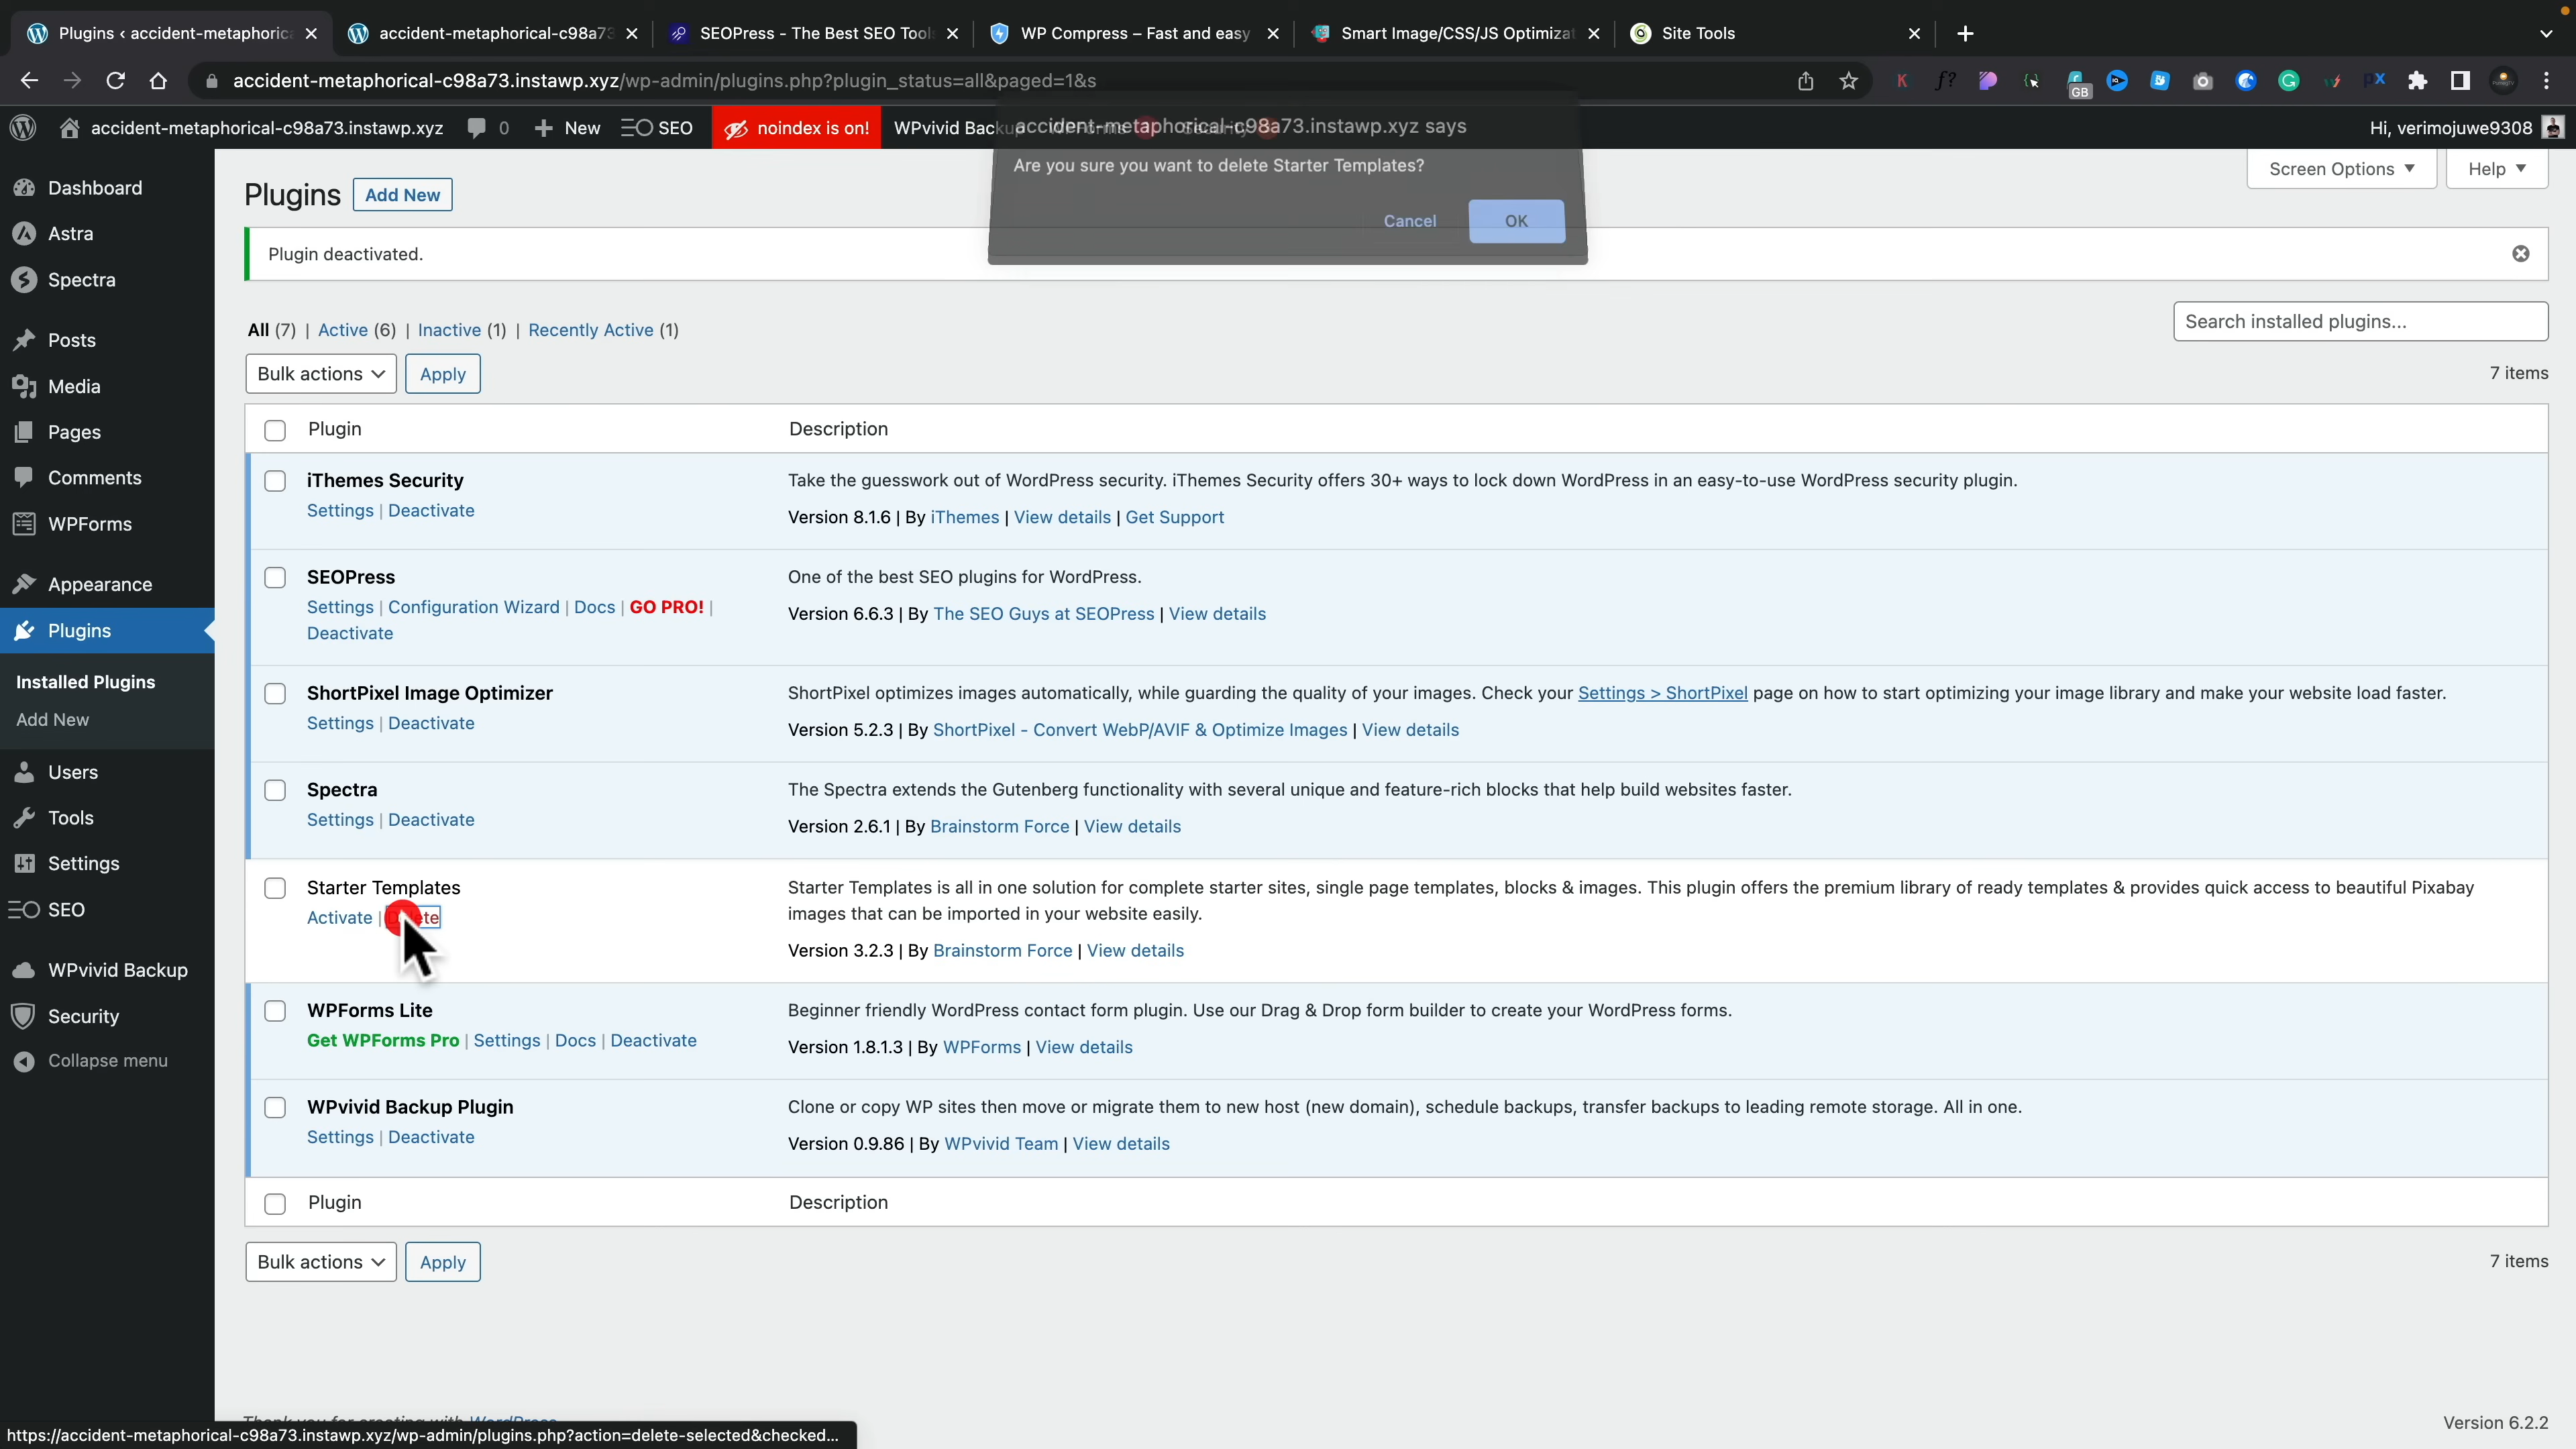 Plugins ‹ accident-metaphorica
accident-metaphorical-c98a73
SEOPress - The Best SEO Tool
WP Compress – Fast and easy
Smart Image/CSS/JS Optimizat
Site Tools
accident-metaphorical-c98a73.instawp.xyz/wp-admin/plugins.php?plugin_status=all&paged=1&s
GB
accident-metaphorical-c98a73.instawp.xyz
0
New
SEO
noindex is on!
WPvivid Backup
Hi, verimojuwe9308
accident-metaphorical-c98a73.instawp.xyz says
Are you sure you want to delete Starter Templates?
Cancel
OK
Dashboard
Astra
Spectra
Posts
Media
Pages
Comments
WPForms
Appearance
Plugins
Installed Plugins
Add New
Users
Tools
Settings
SEO
WPvivid Backup
Security
Collapse menu
Plugins
Add New
Screen Options
Help
Plugin deactivated.
All (7) | Active (6) | Inactive (1) | Recently Active (1)
Search installed plugins...
Bulk actions
Apply
7 items
Plugin
Description
iThemes Security
Settings | Deactivate
Take the guesswork out of WordPress security. iThemes Security offers 30+ ways to lock down WordPress in an easy-to-use WordPress security plugin.
Version 8.1.6 | By iThemes | View details | Get Support
SEOPress
Settings | Configuration Wizard | Docs | GO PRO! |
Deactivate
One of the best SEO plugins for WordPress.
Version 6.6.3 | By The SEO Guys at SEOPress | View details
ShortPixel Image Optimizer
Settings | Deactivate
ShortPixel optimizes images automatically, while guarding the quality of your images. Check your Settings > ShortPixel page on how to start optimizing your image library and make your website load faster.
Version 5.2.3 | By ShortPixel - Convert WebP/AVIF & Optimize Images | View details
Spectra
Settings | Deactivate
The Spectra extends the Gutenberg functionality with several unique and feature-rich blocks that help build websites faster.
Version 2.6.1 | By Brainstorm Force | View details
Starter Templates
Activate | Delete
Starter Templates is all in one solution for complete starter sites, single page templates, blocks & images. This plugin offers the premium library of ready templates & provides quick access to beautiful Pixabay
images that can be imported in your website easily.
Version 3.2.3 | By Brainstorm Force | View details
WPForms Lite
Get WPForms Pro | Settings | Docs | Deactivate
Beginner friendly WordPress contact form plugin. Use our Drag & Drop form builder to create your WordPress forms.
Version 1.8.1.3 | By WPForms | View details
WPvivid Backup Plugin
Settings | Deactivate
Clone or copy WP sites then move or migrate them to new host (new domain), schedule backups, transfer backups to leading remote storage. All in one.
Version 0.9.86 | By WPvivid Team | View details
Plugin
Description
Bulk actions
Apply
7 items
Thank you for creating with WordPress
Version 6.2.2
https://accident-metaphorical-c98a73.instawp.xyz/wp-admin/plugins.php?action=delete-selected&checked...